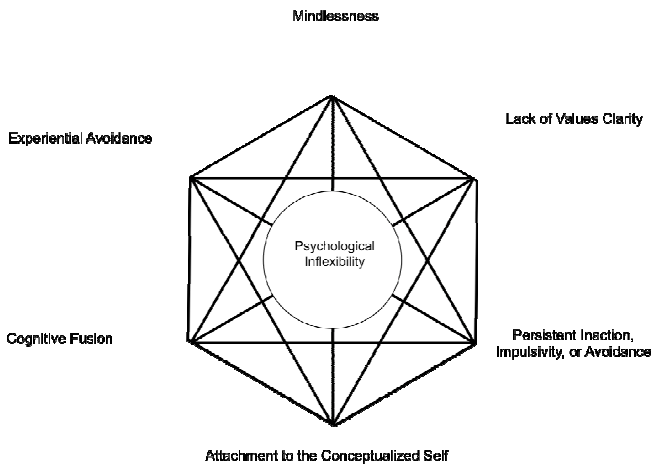 Mindlessness
Lack of Values Clarity
Experiential Avoidance
Psychological
Inflexibility
Cognitive Fusion
Persistent Inaction,
Impulsivity, or Avoidance
Attachment to the Conceptualized Self